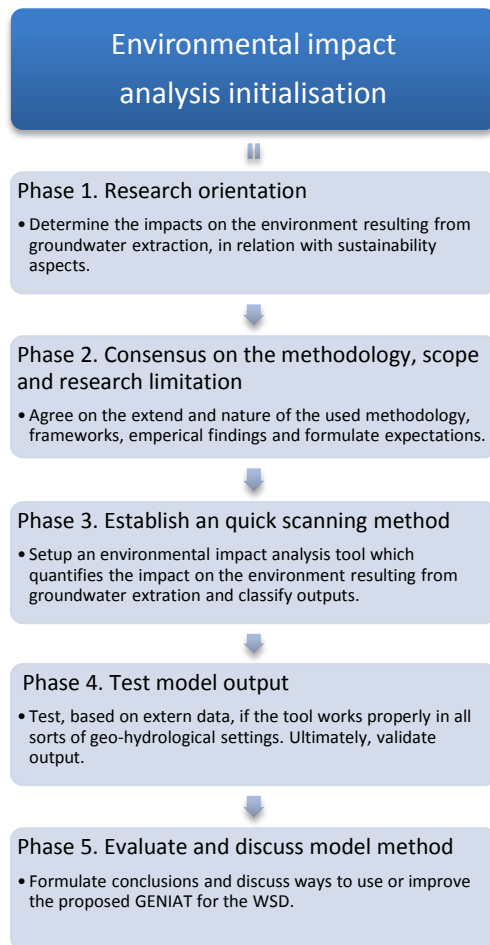 Environmental impact
analysis initialisation
Phase 1. Research orientation
• Determine the impacts on the environment resulting from
groundwater extraction, in relation with sustainability
aspects.
Phase 2. Consensus on the methodology, scope
and research limitation
• Agree on the extend and nature of the used methodology,
frameworks, emperical findings and formulate expectations.
Phase 3. Establish an quick scanning method
• Setup an environmental impact analysis tool which
quantifies the impact on the environment resulting from
groundwater extration and classify outputs.
Phase 4. Test model output
• Test, based on extern data, if the tool works properly in all
sorts of geo-hydrological settings. Ultimately, validate
output.
Phase 5. Evaluate and discuss model method
• Formulate conclusions and discuss ways to use or improve
the proposed GENIAT for the WSD.